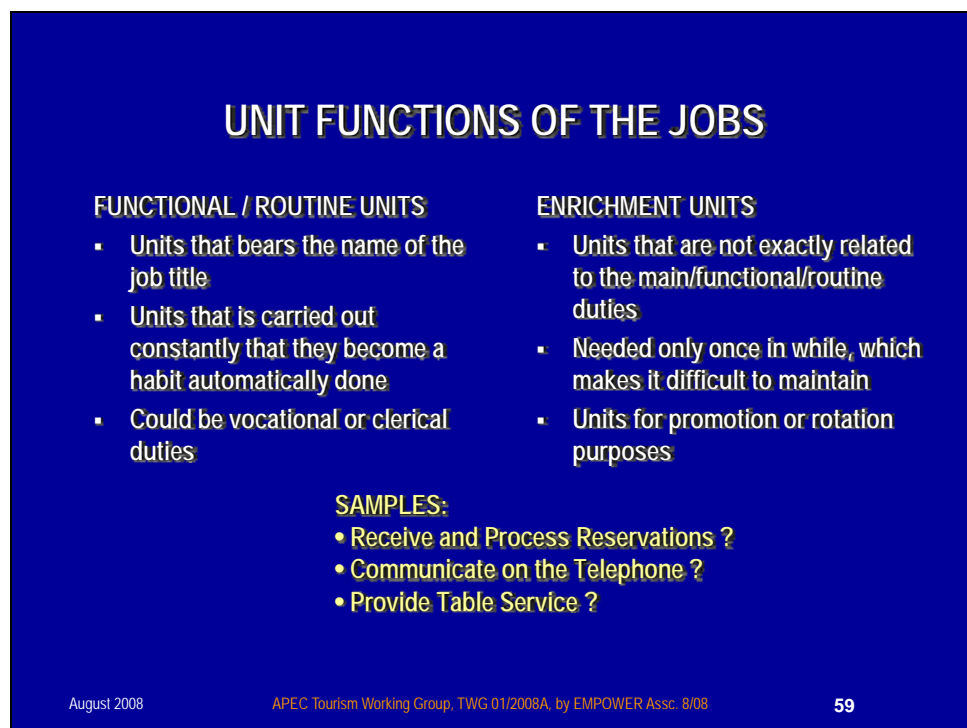 UNIT FUNCTIONS OF THE JOBS
FUNCTIONAL / ROUTINE UNITS
▪ Units that bears the name of the
job title
▪ Units that is carried out
constantly that they become a
habit automatically done
▪ Could be vocational or clerical
duties
ENRICHMENT UNITS
▪ Units that are not exactly related
to the main/functional/routine
duties
▪ Needed only once in while, which
makes it difficult to maintain
▪ Units for promotion or rotation
purposes
SAMPLES:
• Receive and Process Reservations ?
• Communicate on the Telephone ?
• Provide Table Service ?
August 2008
APEC Tourism Working Group, TWG 01/2008A, by EMPOWER Assc. 8/08
59